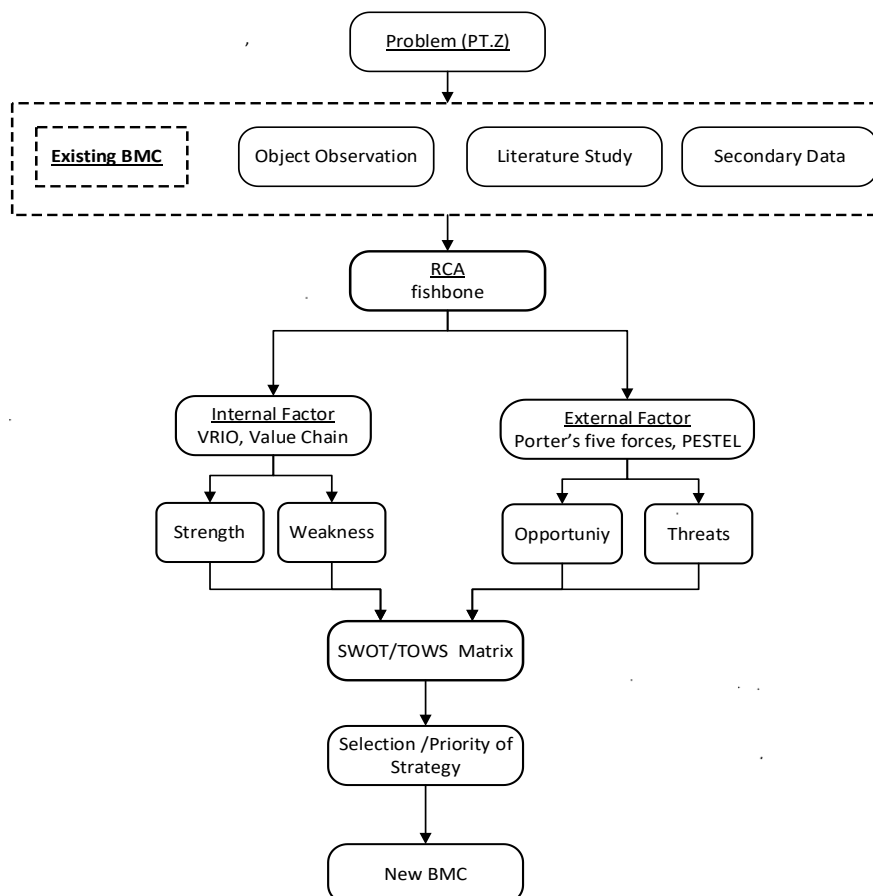 Problem (PT.Z)
Existing BMC
Object Observation
Literature Study
Secondary Data
RCA
fishbone
Internal Factor
VRIO, Value Chain
External Factor
Porter’s five forces, PESTEL
Strength
Weakness
Opportuniy
Threats
SWOT/TOWS Matrix
Selection /Priority of
Strategy
New BMC